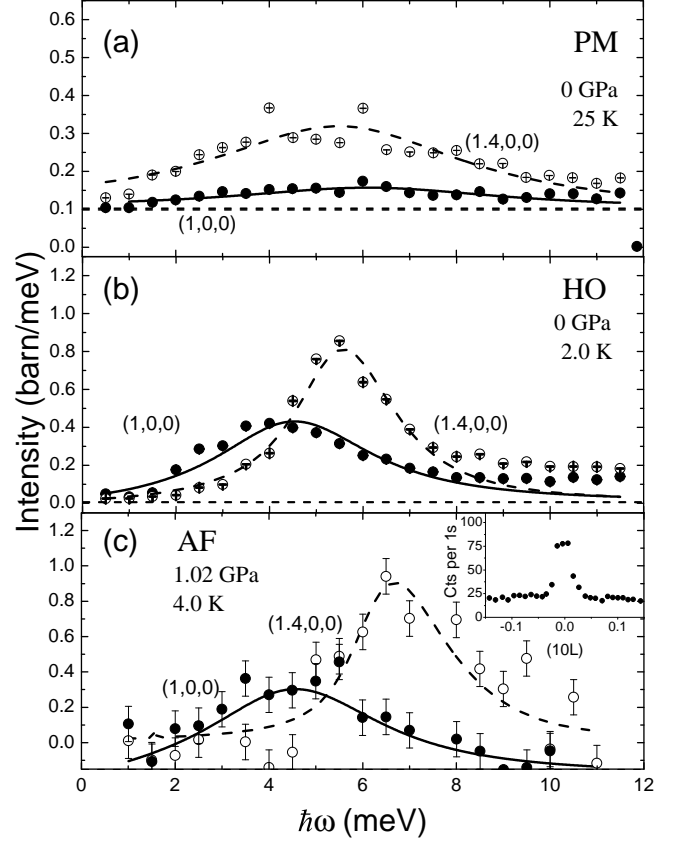 0.6
0.5
0.4
0.3
0.2
0.1
0.0
(a)
PM
0 GPa
25 K
(1.4,0,0)
(1,0,0)
1.2
1.0
0.8
0.6
0.4
0.2
0.0
(b)
HO
0 GPa
2.0 K
(1,0,0)
(1.4,0,0)
Intensity (barn/meV)
1.2
1.0
0.8
0.6
0.4
0.2
0.0
(c)
AF
1.02 GPa
4.0 K
(1.4,0,0)
(1,0,0)
Cts per 1s
100
75
50
25
0
-0.1 0.0 0.1
(10L)
0 2 4 6 8 10 12
ℏω (meV)